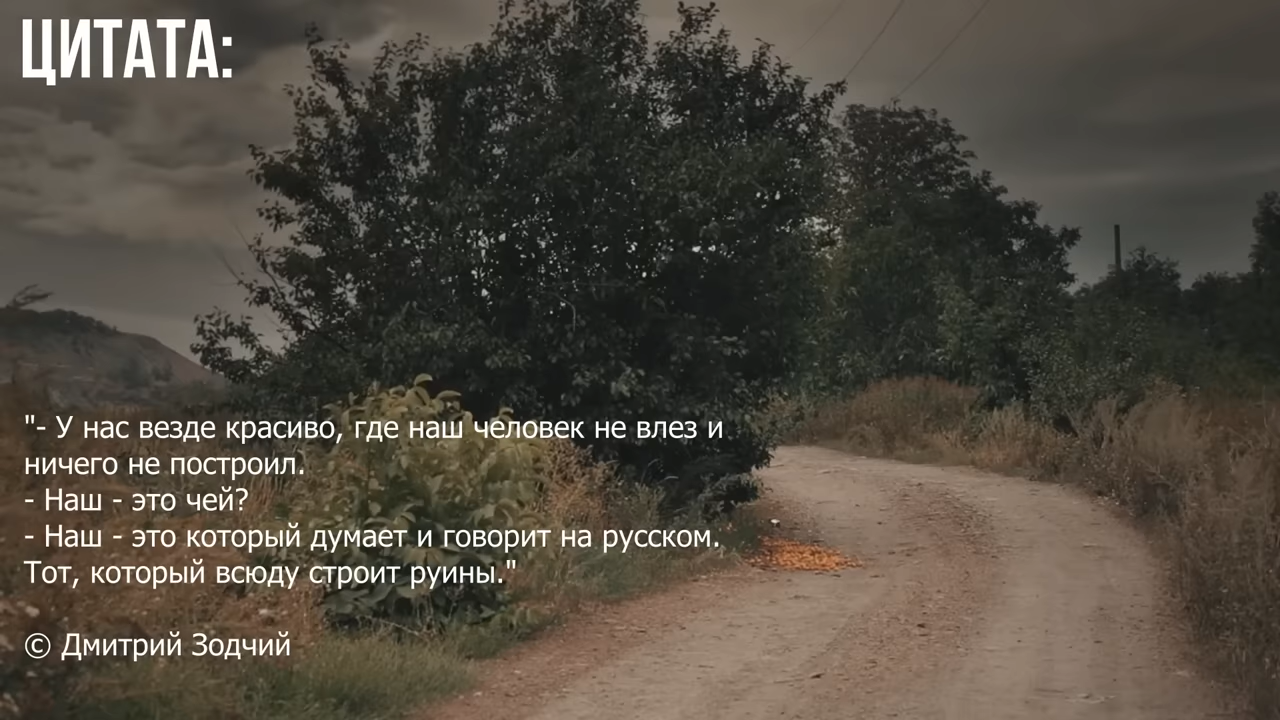 ЦИТАТА:
"- У нас везде красиво, где наш человек не влез и
ничего не построил.
- Наш - это чей?
- Наш - это который думает и говорит на русском.
Тот, который всюду строит руины."
© Дмитрий Зодчий